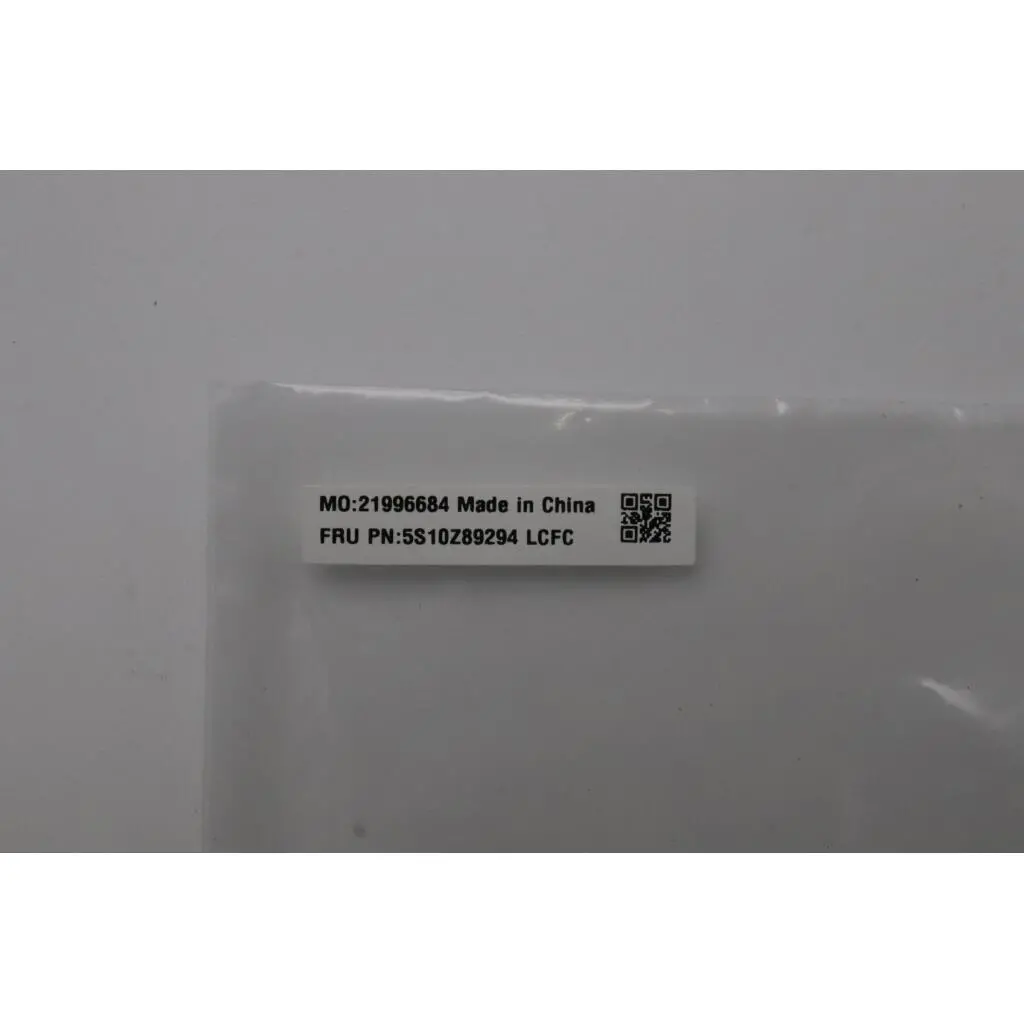 MO:21996684 Made in China
FRU PN:5S10Z89294 LCFC